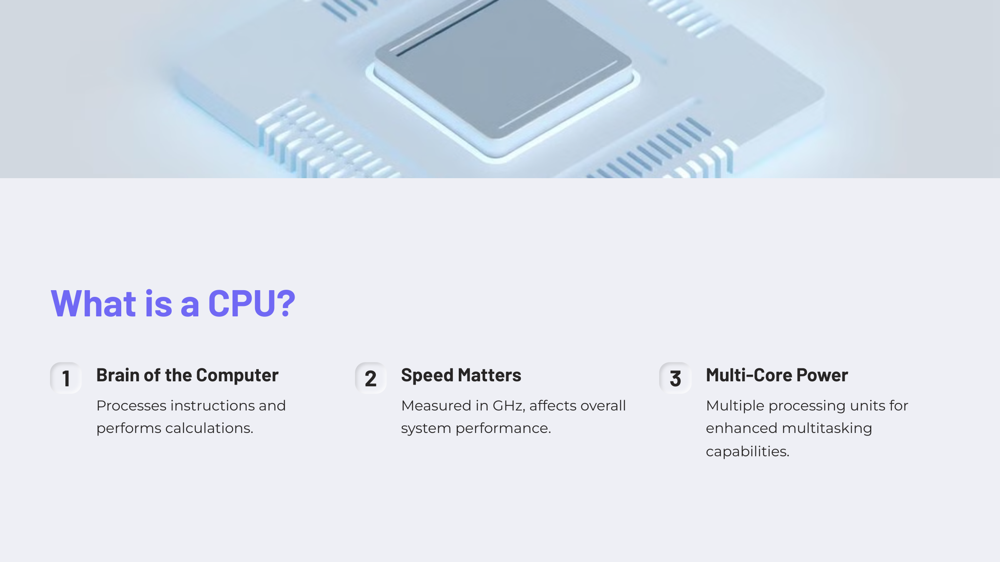 What is a CPU?
1
Brain of the Computer
Processes instructions and
performs calculations.
2
Speed Matters
Measured in GHz, affects overall
system performance.
3
Multi-Core Power
Multiple processing units for
enhanced multitasking
capabilities.